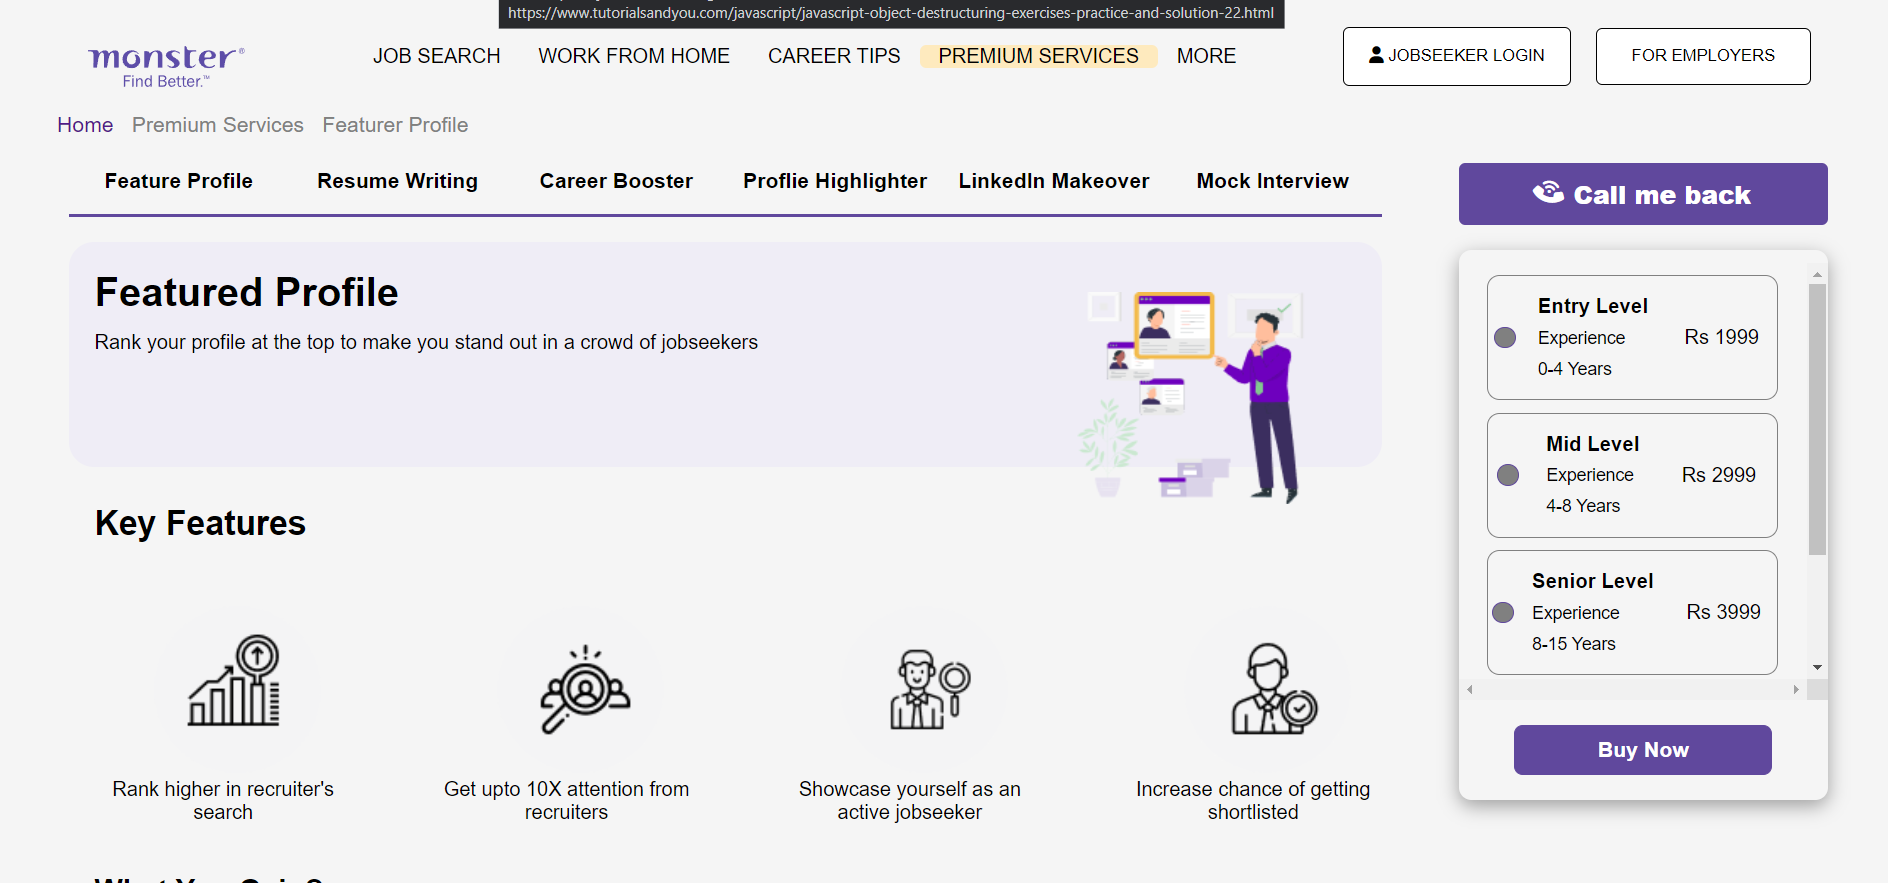 https://www.tutorialsandyou.com/javascript/javascript-object-destructuring-exercises-practice-and-solution-22.html
monster®
Find Better.™
JOB SEARCH WORK FROM HOME CAREER TIPS PREMIUM SERVICES MORE
JOBSEEKER LOGIN
FOR EMPLOYERS
Home Premium Services Featurer Profile
Feature Profile Resume Writing Career Booster Proflie Highlighter LinkedIn Makeover Mock Interview
Call me back
Featured Profile
Rank your profile at the top to make you stand out in a crowd of jobseekers
Entry Level
Experience
0-4 Years
Rs 1999
Mid Level
Experience
4-8 Years
Rs 2999
Senior Level
Experience
8-15 Years
Rs 3999
Buy Now
Key Features
Rank higher in recruiter's
search
Get upto 10X attention from
recruiters
Showcase yourself as an
active jobseeker
Increase chance of getting
shortlisted